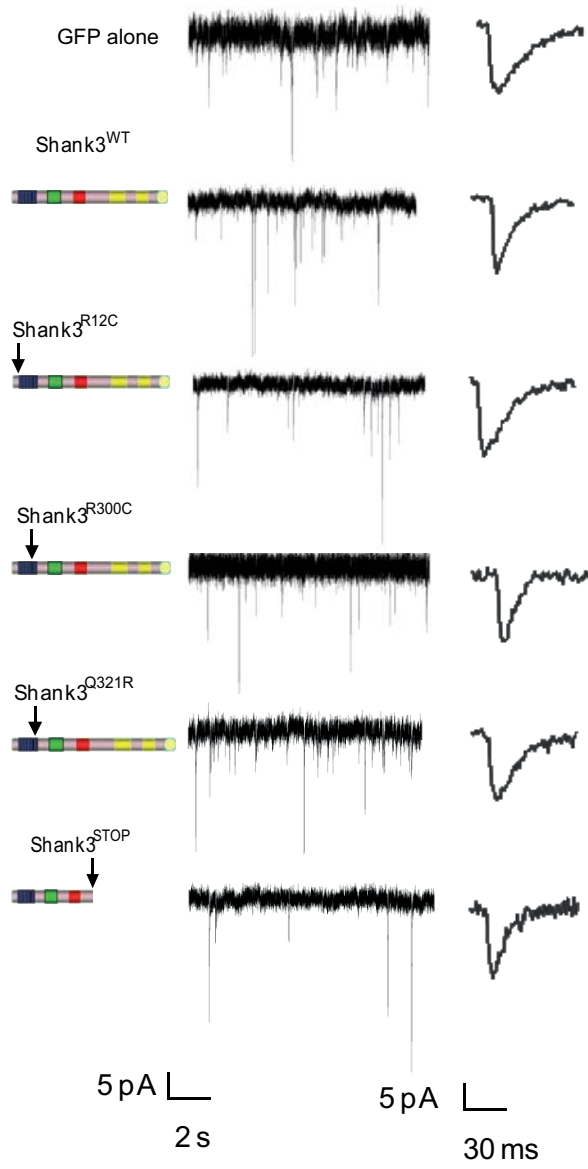 GFP alone
Shank3WT
Shank3R12C
Shank3R300C
Shank3Q321R
Shank3STOP
5 pA
2 s
5 pA
30 ms